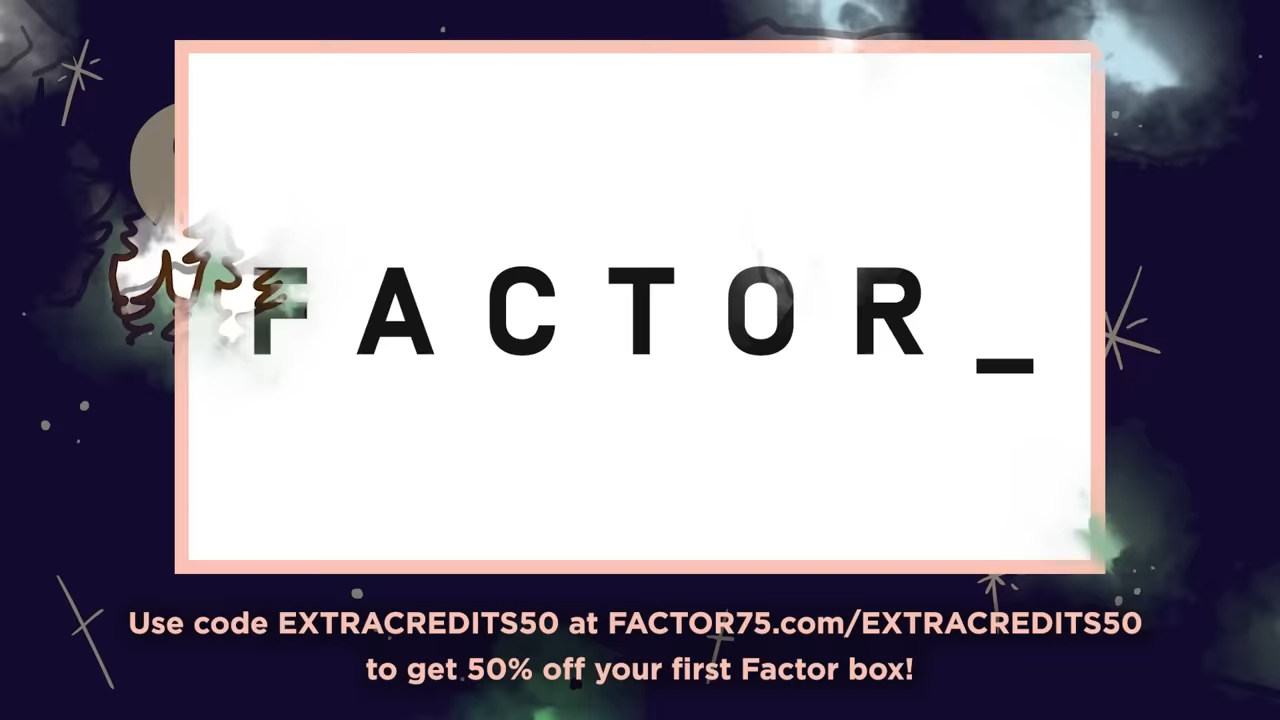 FACTOR_
Use code EXTRACREDITS50 at FACTOR75.com/EXTRACREDITS50
to get 50% off your first Factor box!